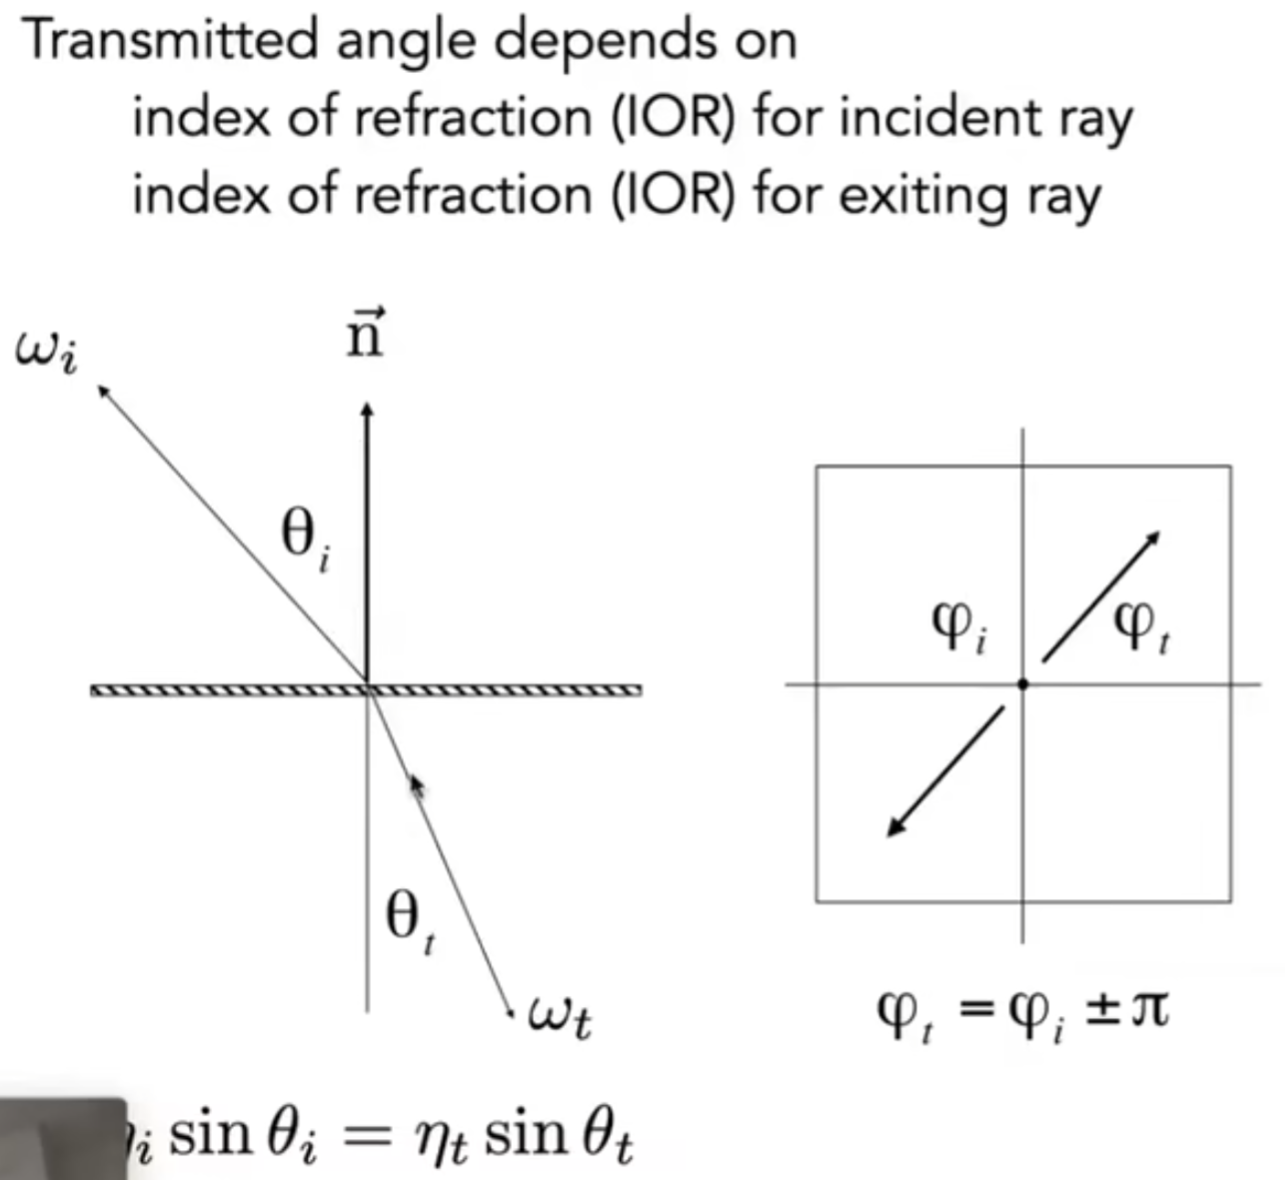 Transmitted angle depends on
index of refraction (IOR) for incident ray
index of refraction (IOR) for exiting ray
n⃗
ωᵢ
θᵢ
φᵢ φₜ
θₜ
ωₜ
φₜ = φᵢ ± π
ᵢ sin θᵢ = ηₜ sin θₜ